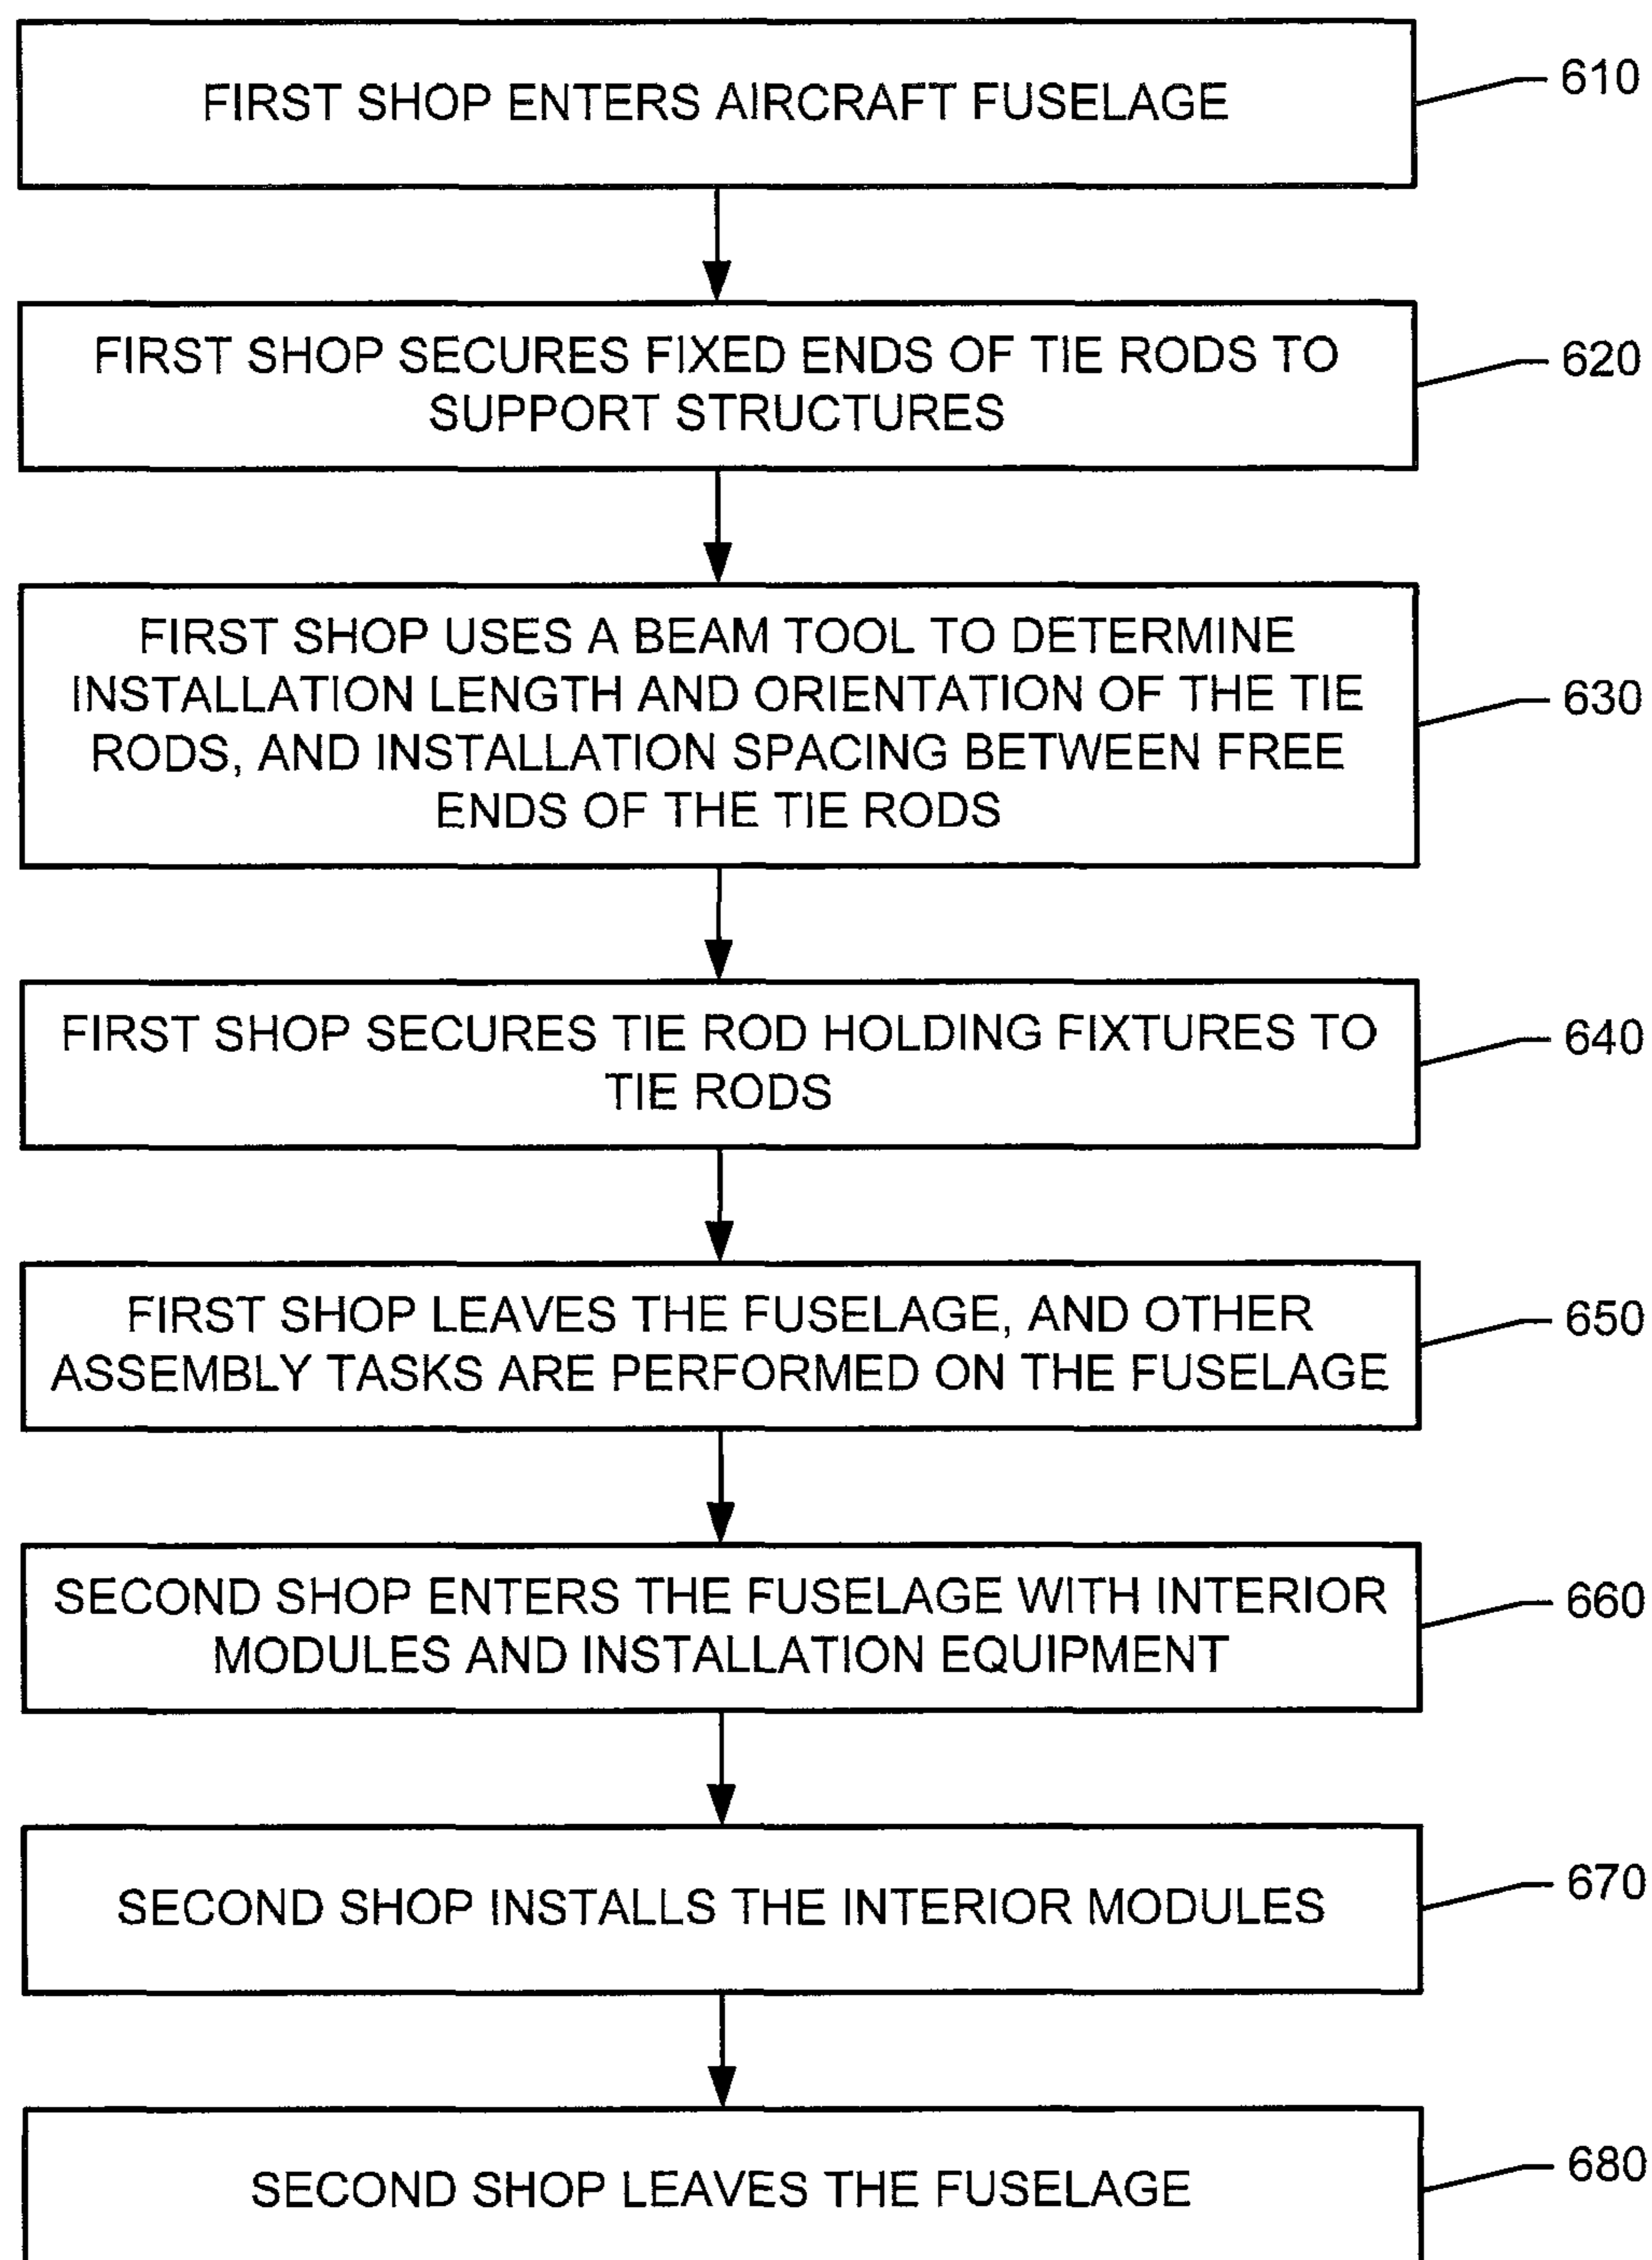 FIRST SHOP ENTERS AIRCRAFT FUSELAGE
610
FIRST SHOP SECURES FIXED ENDS OF TIE RODS TO
SUPPORT STRUCTURES
620
FIRST SHOP USES A BEAM TOOL TO DETERMINE
INSTALLATION LENGTH AND ORIENTATION OF THE TIE
RODS, AND INSTALLATION SPACING BETWEEN FREE
ENDS OF THE TIE RODS
630
FIRST SHOP SECURES TIE ROD HOLDING FIXTURES TO
TIE RODS
640
FIRST SHOP LEAVES THE FUSELAGE, AND OTHER
ASSEMBLY TASKS ARE PERFORMED ON THE FUSELAGE
650
SECOND SHOP ENTERS THE FUSELAGE WITH INTERIOR
MODULES AND INSTALLATION EQUIPMENT
660
SECOND SHOP INSTALLS THE INTERIOR MODULES
670
SECOND SHOP LEAVES THE FUSELAGE
680